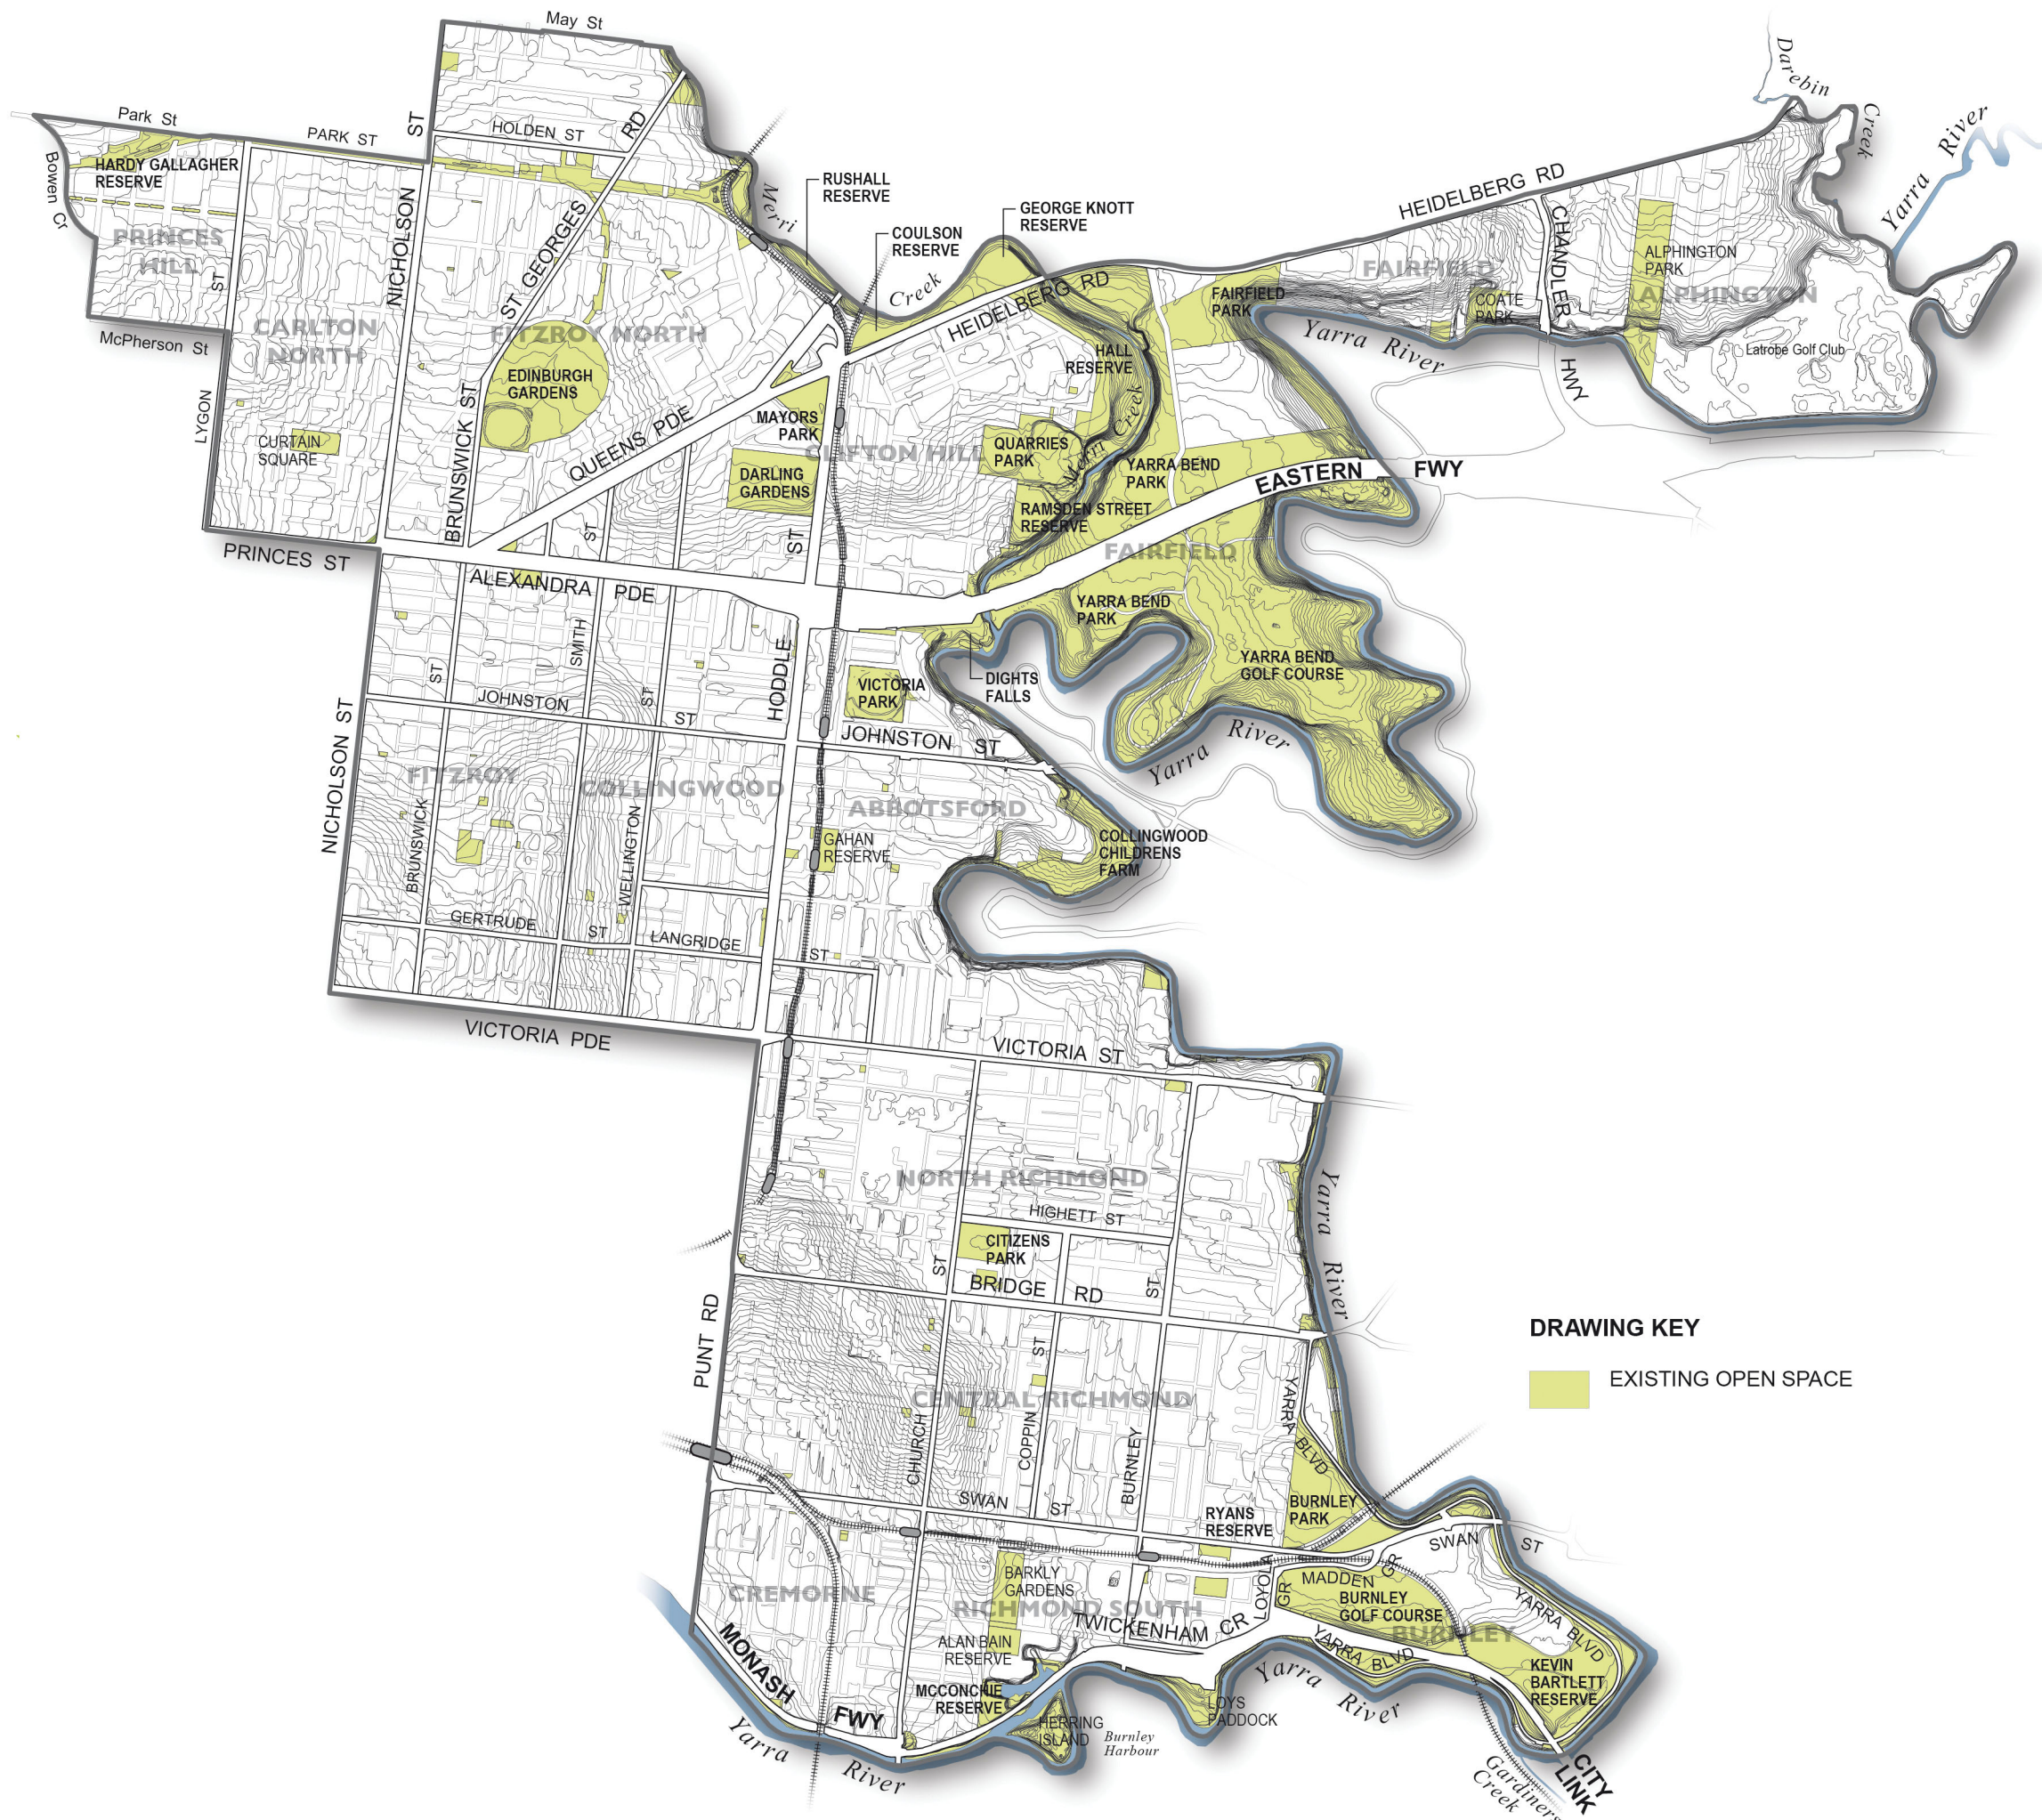 May St
Park St
PARK ST
HOLDEN ST
ST
RD
Bowen Cr
HARDY GALLAGHER
RESERVE
PRINCES
HILL
ST
NICHOLSON
ST GEORGES
Merri
RUSHALL
RESERVE
COULSON
RESERVE
GEORGE KNOTT
RESERVE
Creek
HEIDELBERG RD
HEIDELBERG RD
Darebin
Creek
Yarra River
CHANDLER
HWY
FAIRFIELD
COATE
PARK
ALPHINGTON
PARK
ALPHINGTON
Latrobe Golf Club
FAIRFIELD
PARK
Yarra River
McPherson St
CARLTON
NORTH
LYGON
CURTAIN
SQUARE
FITZROY NORTH
EDINBURGH
GARDENS
BRUNSWICK ST
QUEENS PDE
MAYORS
PARK
CLIFTON HILL
DARLING
GARDENS
HALL
RESERVE
Merri Creek
QUARRIES
PARK
YARRA BEND
PARK
RAMSDEN STREET
RESERVE
EASTERN FWY
FAIRFIELD
PRINCES ST
ALEXANDRA PDE
ST
ST
YARRA BEND
PARK
YARRA BEND
GOLF COURSE
DIGHTS
FALLS
VICTORIA
PARK
SMITH
HODDLE
ST
ST
JOHNSTON ST
JOHNSTON ST
Yarra River
NICHOLSON ST
FITZROY
COLLINGWOOD
ABBOTSFORD
BRUNSWICK
WELLINGTON
GAHAN
RESERVE
COLLINGWOOD
CHILDRENS
FARM
GERTRUDE ST
LANGRIDGE ST
VICTORIA PDE
VICTORIA ST
NORTH RICHMOND
HIGHETT ST
CITIZENS
PARK
ST
BRIDGE RD
ST
Yarra River
PUNT RD
CENTRAL RICHMOND
ST
CHURCH
COPPIN
BURNLEY
YARRA BLVD
DRAWING KEY
EXISTING OPEN SPACE
SWAN ST
RYANS
RESERVE
BURNLEY
PARK
SWAN ST
CREMORNE
BARKLY
GARDENS
RICHMOND SOUTH
LOYOLA
GR
MADDEN
GR
BURNLEY
GOLF COURSE
BURNLEY
YARRA BLVD
TWICKENHAM CR
ALAN BAIN
RESERVE
YARRA BLVD
KEVIN
BARTLETT
RESERVE
MONASH
FWY
MCCONCHIE
RESERVE
HERRING
ISLAND
Burnley
Harbour
LOYS
PADDOCK
Yarra River
Yarra River
Gardiners
Creek
CITY
LINK